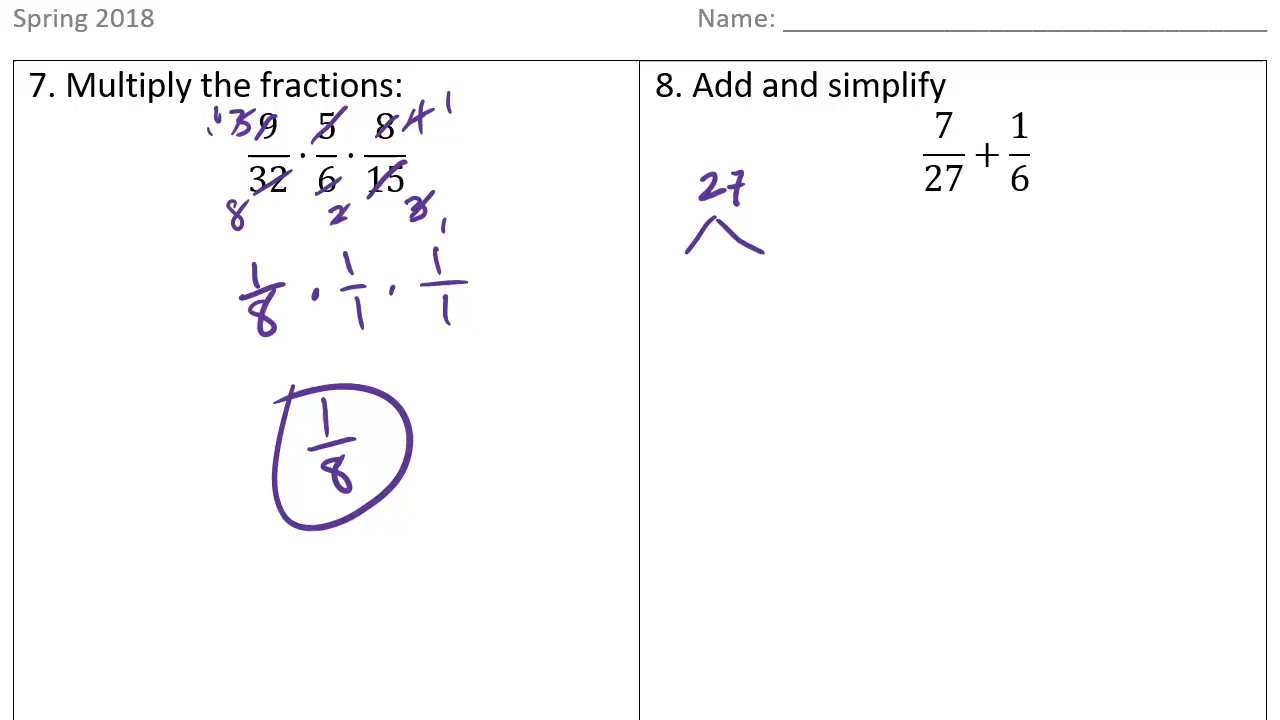 Spring 2018 Name: ____________________
7. Multiply the fractions:
1 3 9/32 · 5/6 · 8/15 4 1
8 2 3 1
1/8 · 1/1 · 1/1
1/8
8. Add and simplify
7/27 + 1/6
27